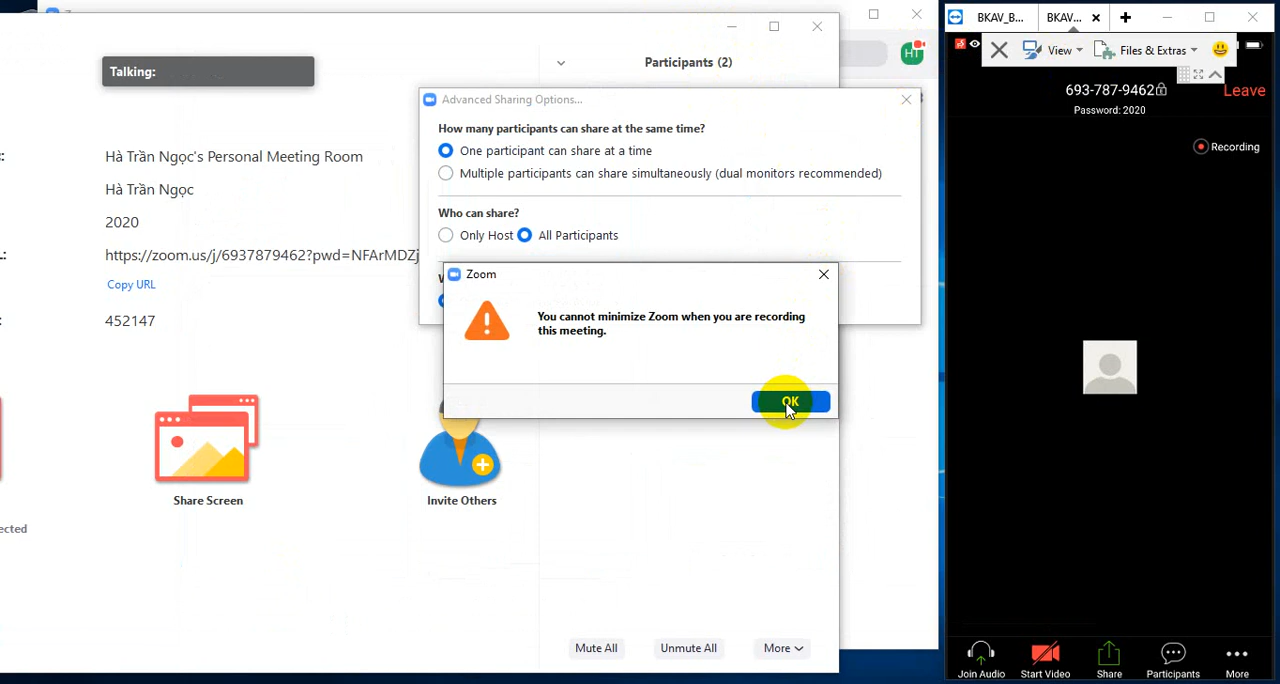 Talking:
Participants (2)
HT
Hà Trần Ngọc's Personal Meeting Room
Hà Trần Ngọc
2020
https://zoom.us/j/6937879462?pwd=NFArMDZj
Copy URL
452147
Share Screen
Invite Others
ected
Mute All
Unmute All
More
Advanced Sharing Options...
How many participants can share at the same time?
One participant can share at a time
Multiple participants can share simultaneously (dual monitors recommended)
Who can share?
Only Host
All Participants
Zoom
You cannot minimize Zoom when you are recording
this meeting.
OK
BKAV_B...
BKAV...
View
Files & Extras
693-787-9462
Leave
Password: 2020
Recording
Join Audio
Start Video
Share
Participants
More